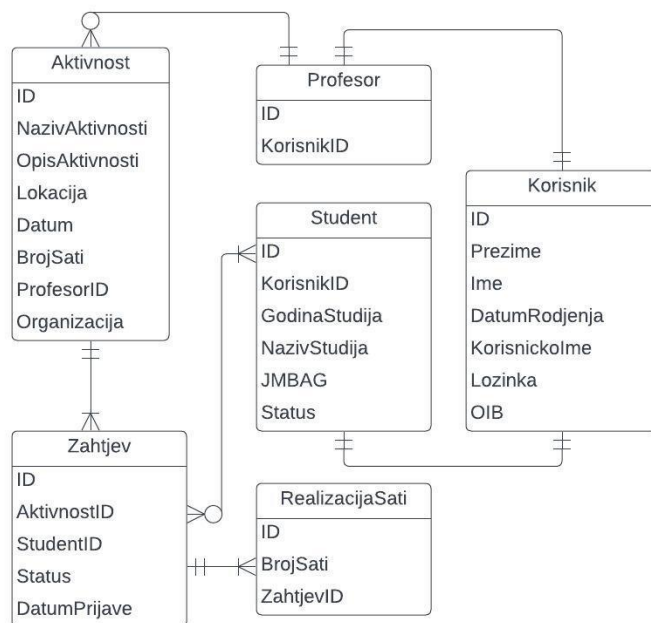 Aktivnost
ID
NazivAktivnosti
OpisAktivnosti
Lokacija
Datum
BrojSati
ProfesorID
Organizacija
Profesor
ID
KorisnikID
Korisnik
ID
Prezime
Ime
DatumRodjenja
KorisnickoIme
Lozinka
OIB
Student
ID
KorisnikID
GodinaStudija
NazivStudija
JMBAG
Status
Zahtjev
ID
AktivnostID
StudentID
Status
DatumPrijave
RealizacijaSati
ID
BrojSati
ZahtjevID